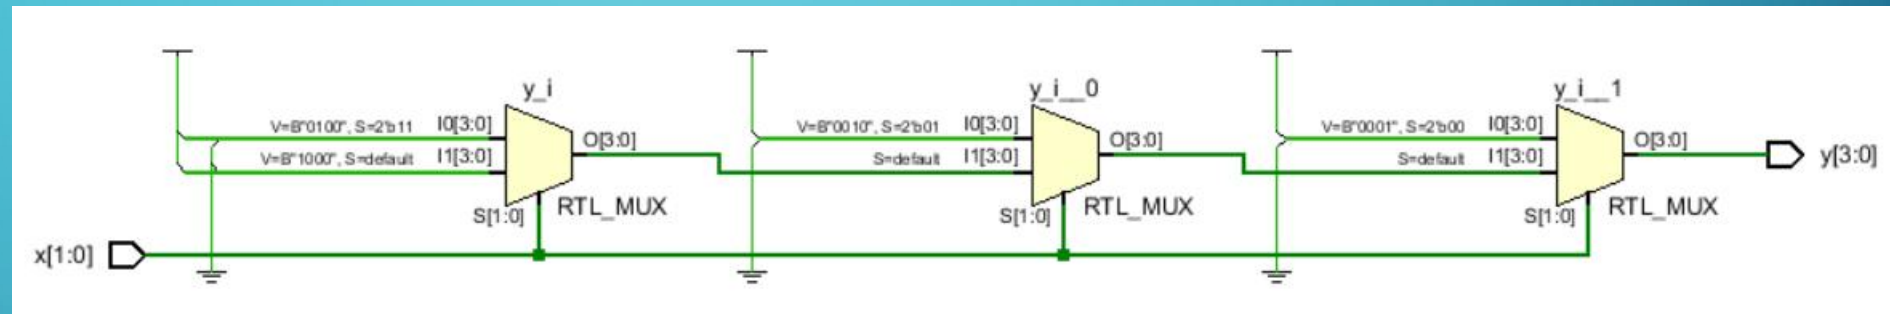 y_i
V=B"0100", S=2'b11 I0[3:0]
V=B"1000", S=default I1[3:0]
O[3:0]
S[1:0]
RTL_MUX
y_i__0
V=B"0010", S=2'b01 I0[3:0]
S=default I1[3:0]
O[3:0]
S[1:0]
RTL_MUX
y_i__1
V=B"0001", S=2'b00 I0[3:0]
S=default I1[3:0]
O[3:0]
S[1:0]
RTL_MUX
x[1:0]
y[3:0]